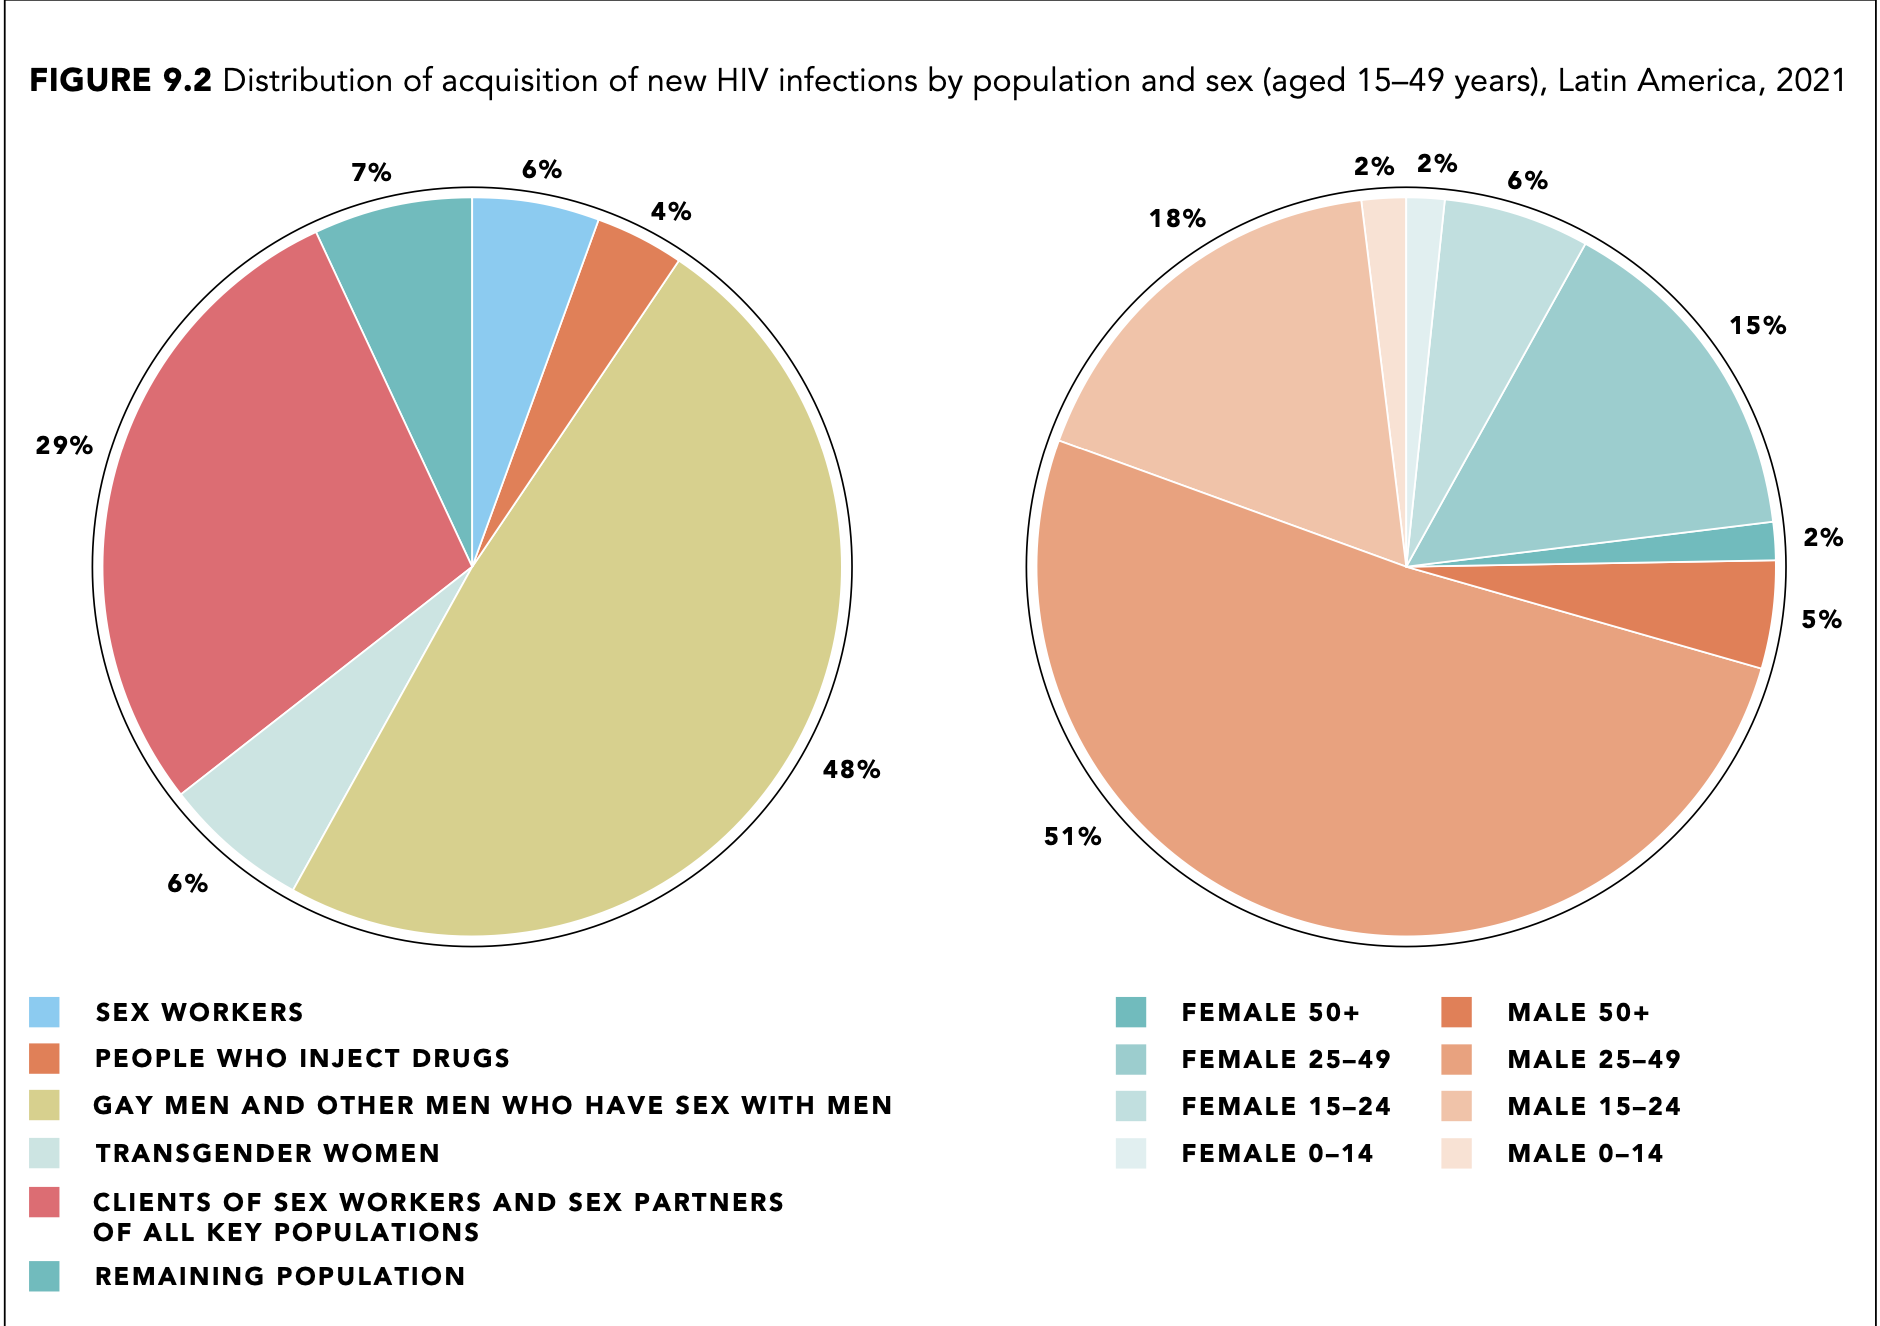 FIGURE 9.2 Distribution of acquisition of new HIV infections by population and sex (aged 15–49 years), Latin America, 2021
7%
6%
4%
29%
48%
6%
2%
2%
6%
18%
15%
2%
5%
51%
SEX WORKERS
PEOPLE WHO INJECT DRUGS
GAY MEN AND OTHER MEN WHO HAVE SEX WITH MEN
TRANSGENDER WOMEN
CLIENTS OF SEX WORKERS AND SEX PARTNERS
OF ALL KEY POPULATIONS
REMAINING POPULATION
FEMALE 50+
FEMALE 25–49
FEMALE 15–24
FEMALE 0–14
MALE 50+
MALE 25–49
MALE 15–24
MALE 0–14